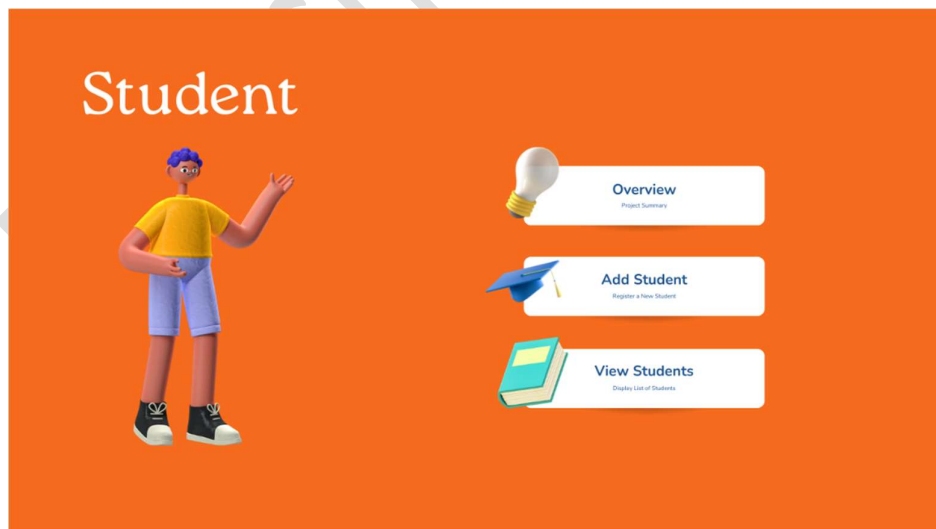 Student
Overview
Project Summary
Add Student
Register a New Student
View Students
Display List of Students